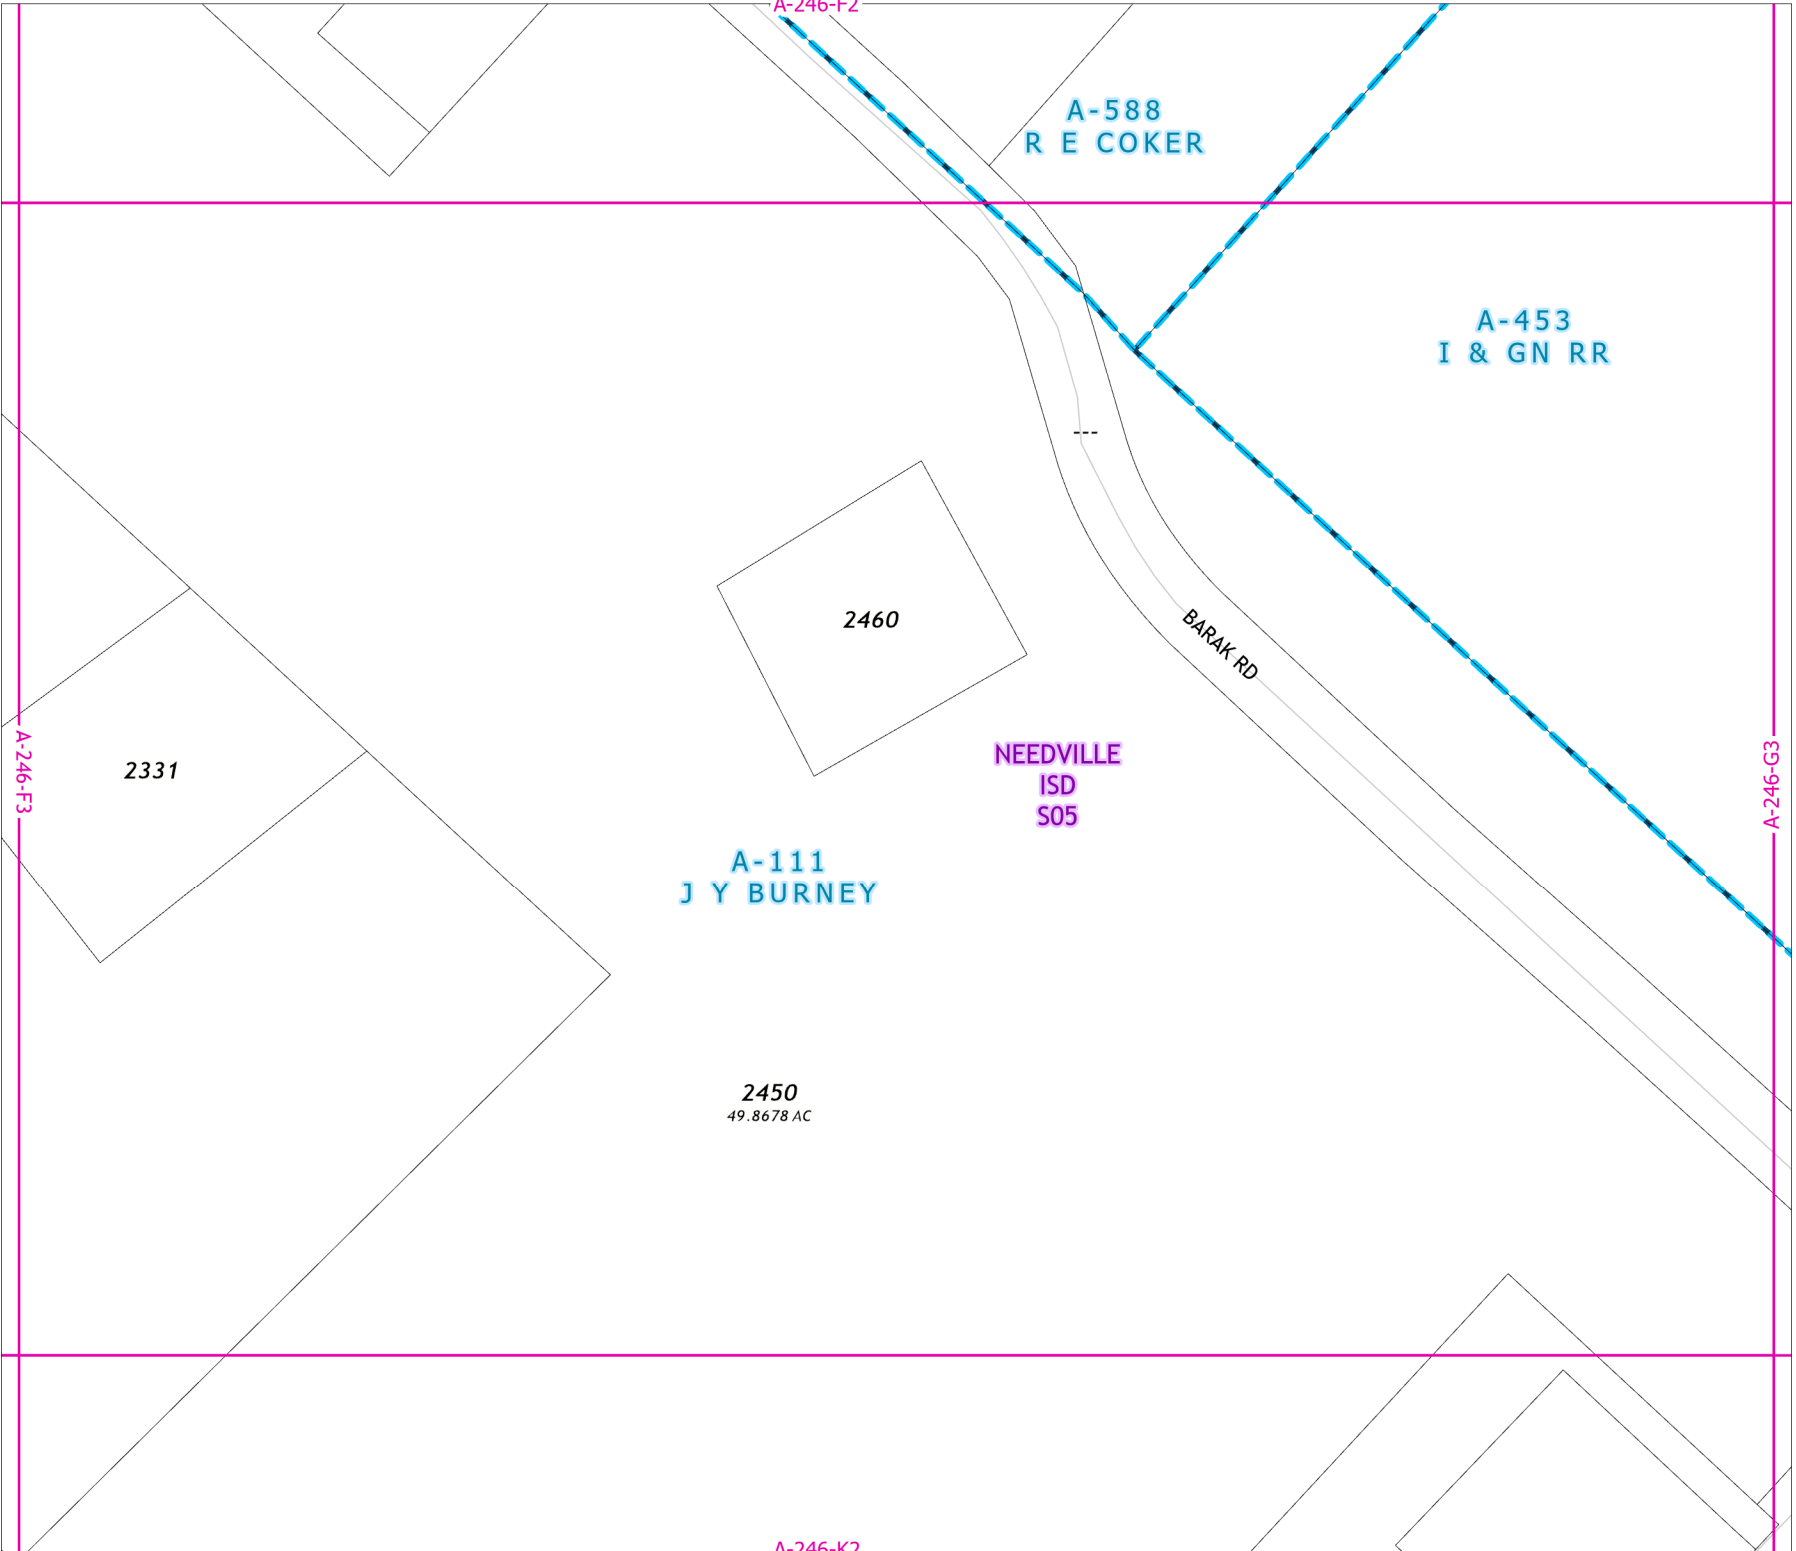 A-246-F2
A-588
R E COKER
A-453
I & GN RR
---
2460
BARAK RD
2331
A-246-F3
NEEDVILLE
ISD
S05
A-246-G3
A-111
J Y BURNEY
2450
49.8678 AC
A-246-K2